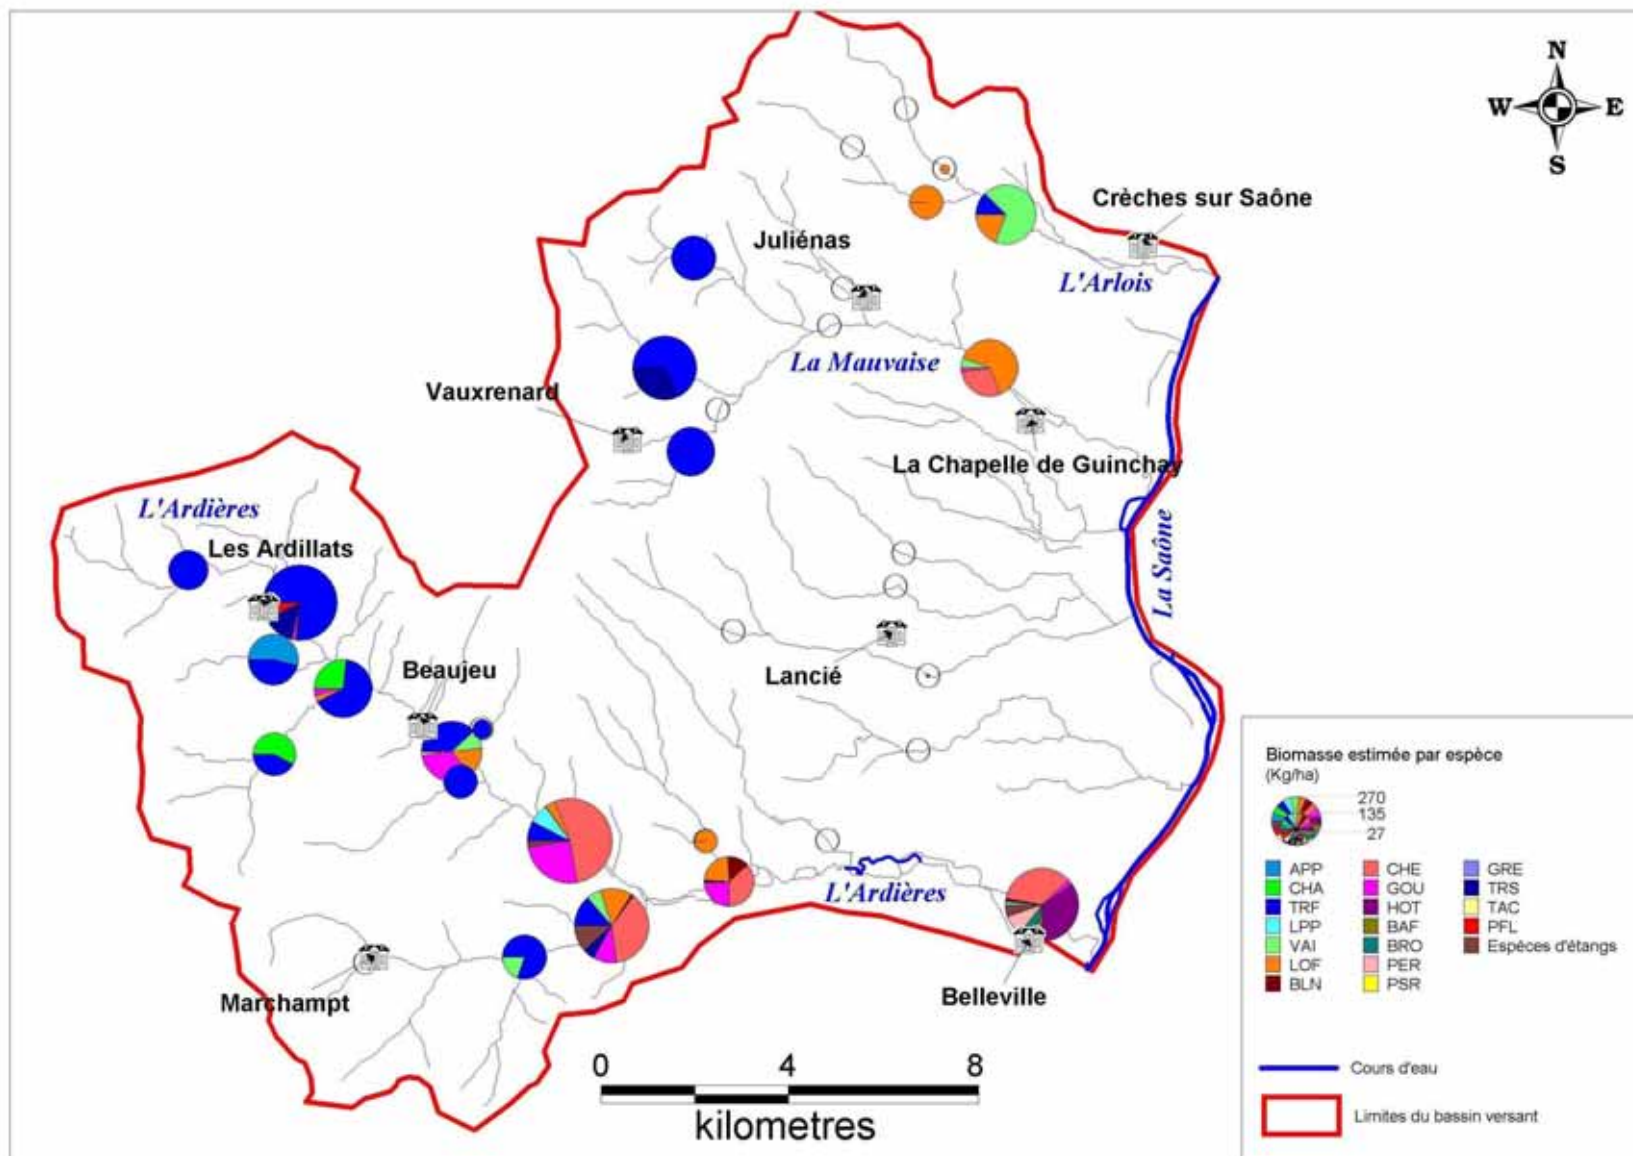 N
W E
S
Crèches sur Saône
Juliénas
L'Arlois
La Mauvaise
Vauxrenard
La Chapelle de Guinchay
L'Ardières
Les Ardillats
La Saône
Beaujeu
Lancié
L'Ardières
Marchampt
Belleville
0 4 8
kilometres
Biomasse estimée par espèce
(Kg/ha)
270
135
27
APP CHE GRE
CHA GOU TRS
TRF HOT TAC
LPP BAF PFL
VAI BRO Espèces d'étangs
LOF PER
BLN PSR
Cours d'eau
Limites du bassin versant